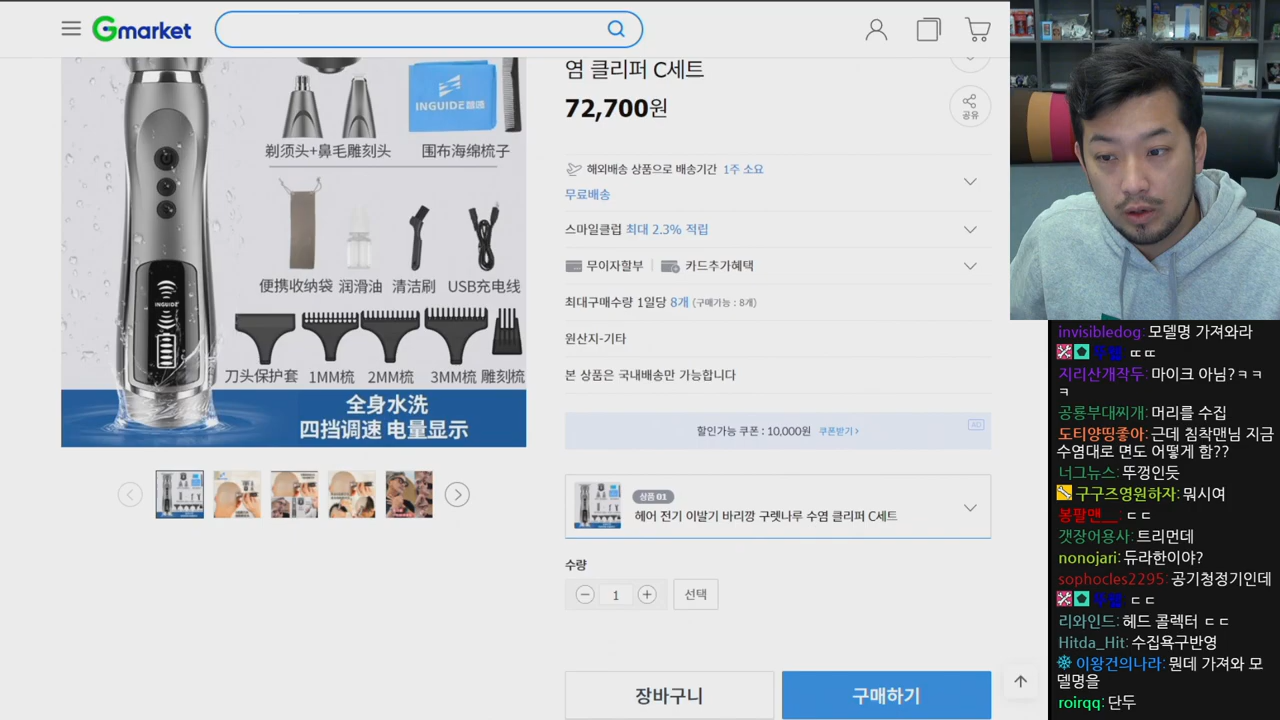 Gmarket
염 클리퍼 C세트
72,700원
공유
INGUIDE
剃须头+鼻毛雕刻头
围布海绵梳子
便携收纳袋
润滑油
清洁刷
USB充电线
INGUIDE
刀头保护套
1MM梳
2MM梳
3MM梳
雕刻梳
全身水洗
四挡调速 电量显示
해외배송 상품으로 배송기간 1주 소요
무료배송
스마일클럽 최대 2.3% 적립
무이자할부
카드추가혜택
최대구매수량 1일당 8개 (구매가능 : 8개)
원산지-기타
본 상품은 국내배송만 가능합니다
할인가능 쿠폰 : 10,000원 쿠폰받기
AD
상품 01
헤어 전기 이발기 바리깡 구렛나루 수염 클리퍼 C세트
수량
1
선택
장바구니
구매하기
invisibledog: 모델명 가져와라
뚜웰 ㄸㄸ
지리산개작두: 마이크 아님?ㅋㅋ
ㅋ
공룡부대찌개: 머리를 수집
도티양띵좋아: 근데 침착맨님 지금
수염대로 면도 어떻게 함??
너그뉴스: 뚜껑인듯
구구즈영원하자: 뭐시여
봉팔맨__: ㄷㄷ
갯장어용사: 트리먼데
nonojari: 듀라한이야?
sophocles2295: 공기청정기인데
ㄷㄷ
리와인드: 헤드 콜렉터 ㄷㄷ
Hitda_Hit: 수집욕구반영
이왕건의나라: 뭔데 가져와 모
델명을
roirqq: 단두